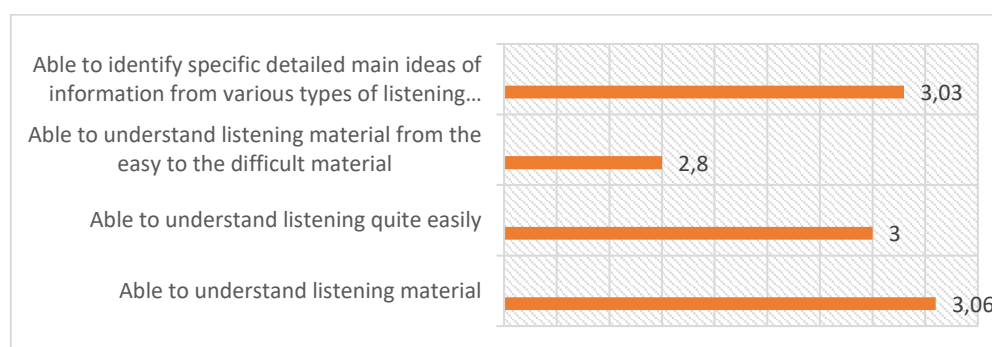 Able to identify specific detailed main ideas of
information from various types of listening…
3,03
Able to understand listening material from the
easy to the difficult material
2,8
Able to understand listening quite easily
3
Able to understand listening material
3,06